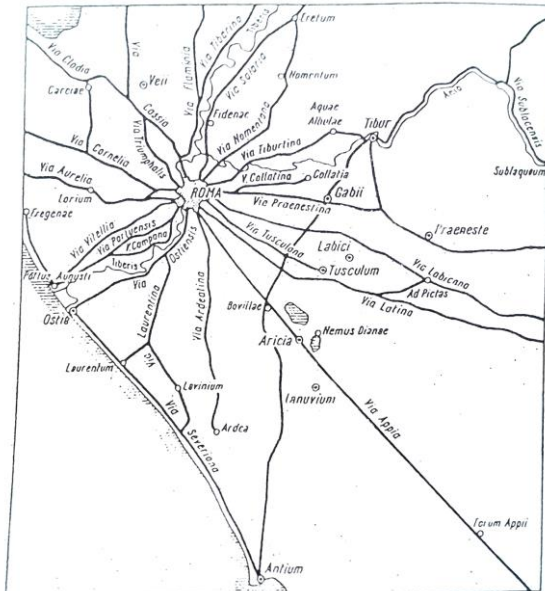 Eretum
Via Tiberina
Tiberis
Via Flaminia
Via Salaria
Via
Via Clodia
Veii
Nomentum
Careiae
Cassia
Fidenae
Via Nomentana
Aquae
Albulae
TIBUR
Anio
Via Sublacensis
Sublaqueum
Via Triumphalis
Via Cornelia
Via Tiburtina
V. Collatina
Collatia
Via Aurelia
Lorium
ROMA
Gabii
Via Praenestina
Fregenae
Praeneste
Via Vitellia
Via Portuensis
V. Campana
Tiberis
Ostiensis
Via
Via Tusculana
Labici
Tusculum
Via Labicana
Ad Pictas
Via Latina
Portus Augusti
Ostia
Laurentina
Via
Via Ardeatina
Bovillae
Nemus Dianae
Aricia
Laurentum
Lavinium
Lanuvium
Via
Severiana
Ardea
Via Appia
Forum Appii
Antium